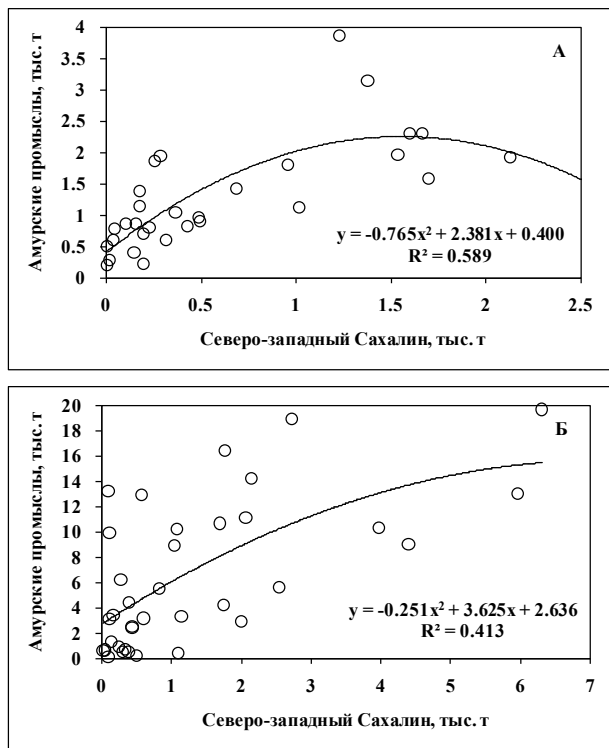 А
Амурские промыслы, тыс. т
4
3.5
3
2.5
2
1.5
1
0.5
0
y = -0.765x² + 2.381x + 0.400
R² = 0.589
0 0.5 1 1.5 2 2.5
Северо-западный Сахалин, тыс. т
Б
Амурские промыслы, тыс. т
20
18
16
14
12
10
8
6
4
2
0
y = -0.251x² + 3.625x + 2.636
R² = 0.413
0 1 2 3 4 5 6 7
Северо-западный Сахалин, тыс. т